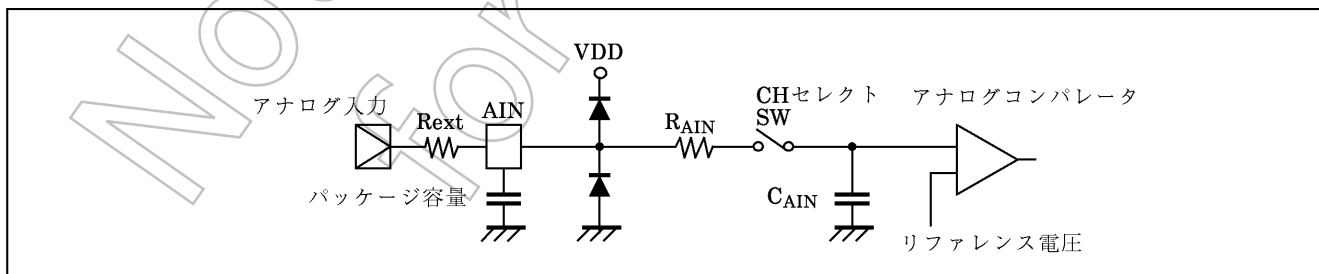 VDD
アナログ入力
AIN
Rext
RAIN
CHセレクト
SW
アナログコンパレータ
パッケージ容量
CAIN
リファレンス電圧
No
for